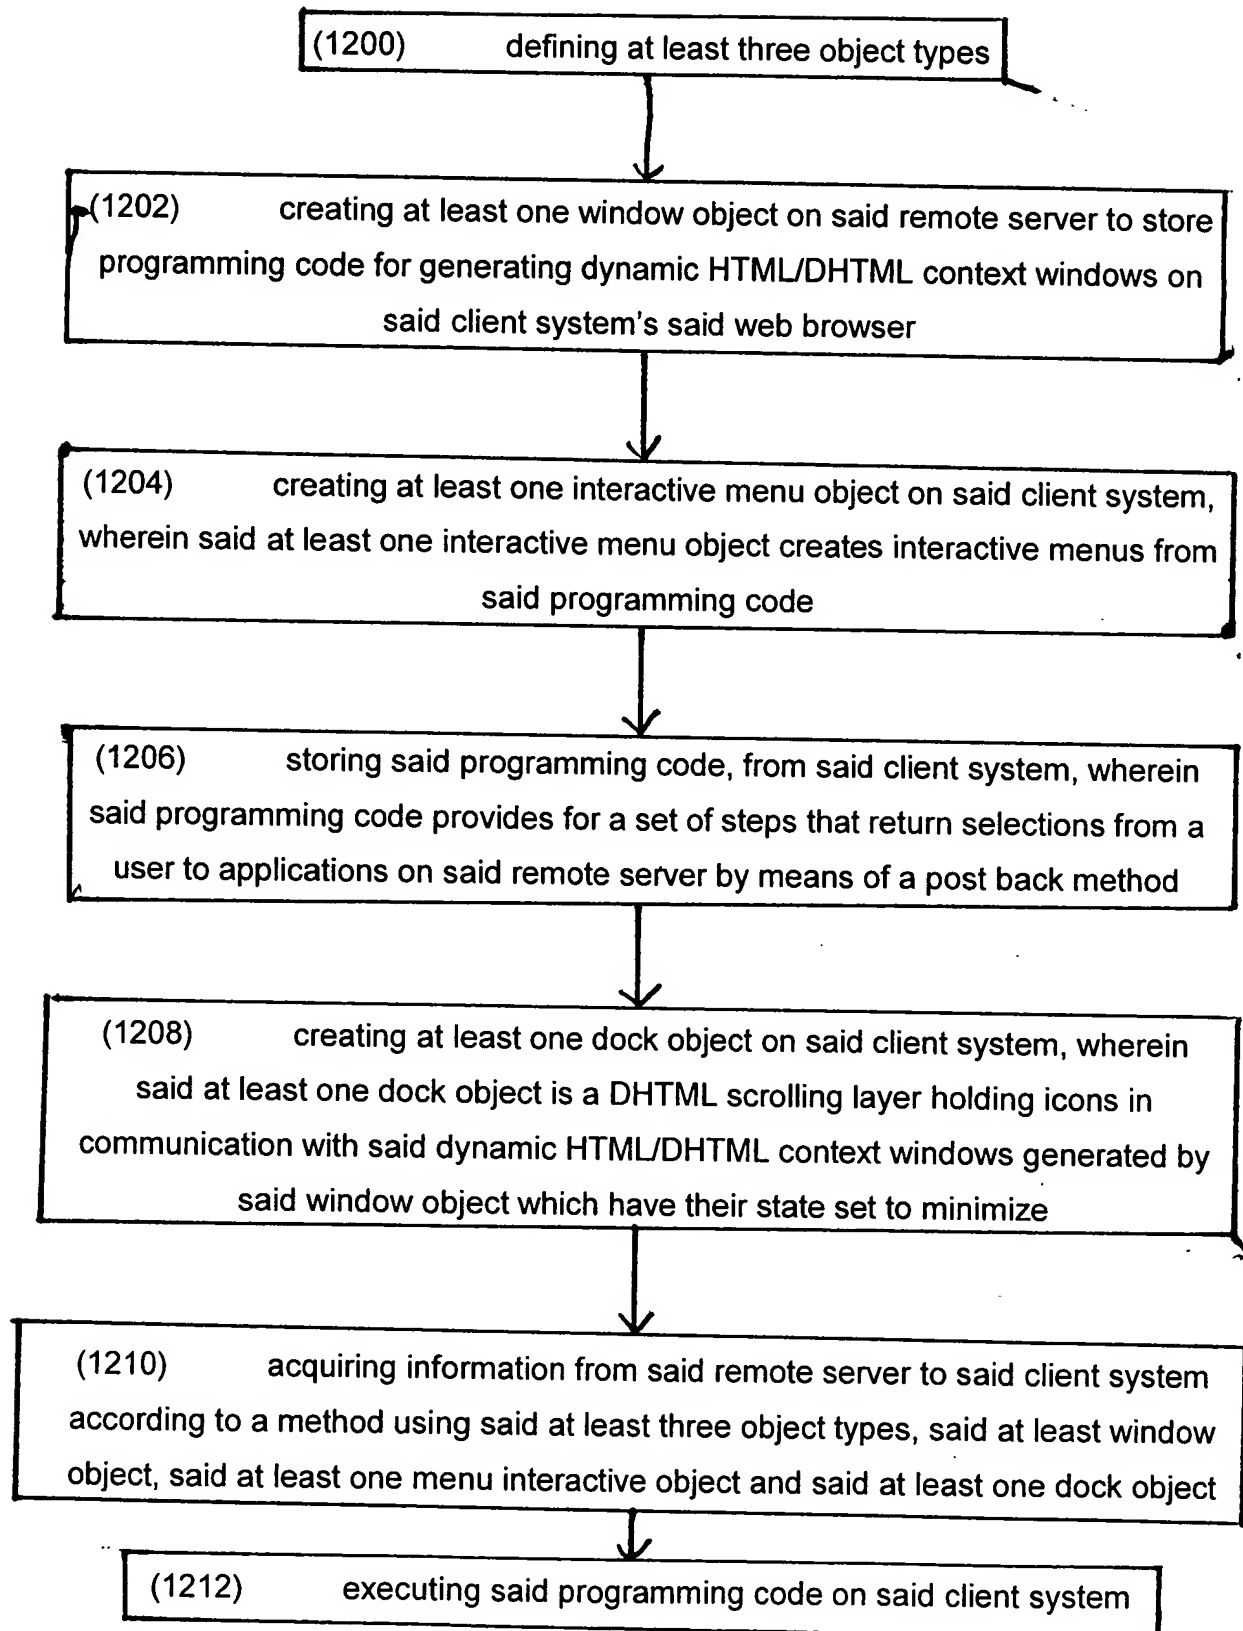 (1200) defining at least three object types
(1202) creating at least one window object on said remote server to store
programming code for generating dynamic HTML/DHTML context windows on
said client system's said web browser
(1204) creating at least one interactive menu object on said client system,
wherein said at least one interactive menu object creates interactive menus from
said programming code
(1206) storing said programming code, from said client system, wherein
said programming code provides for a set of steps that return selections from a
user to applications on said remote server by means of a post back method
(1208) creating at least one dock object on said client system, wherein
said at least one dock object is a DHTML scrolling layer holding icons in
communication with said dynamic HTML/DHTML context windows generated by
said window object which have their state set to minimize
(1210) acquiring information from said remote server to said client system
according to a method using said at least three object types, said at least window
object, said at least one menu interactive object and said at least one dock object
(1212) executing said programming code on said client system